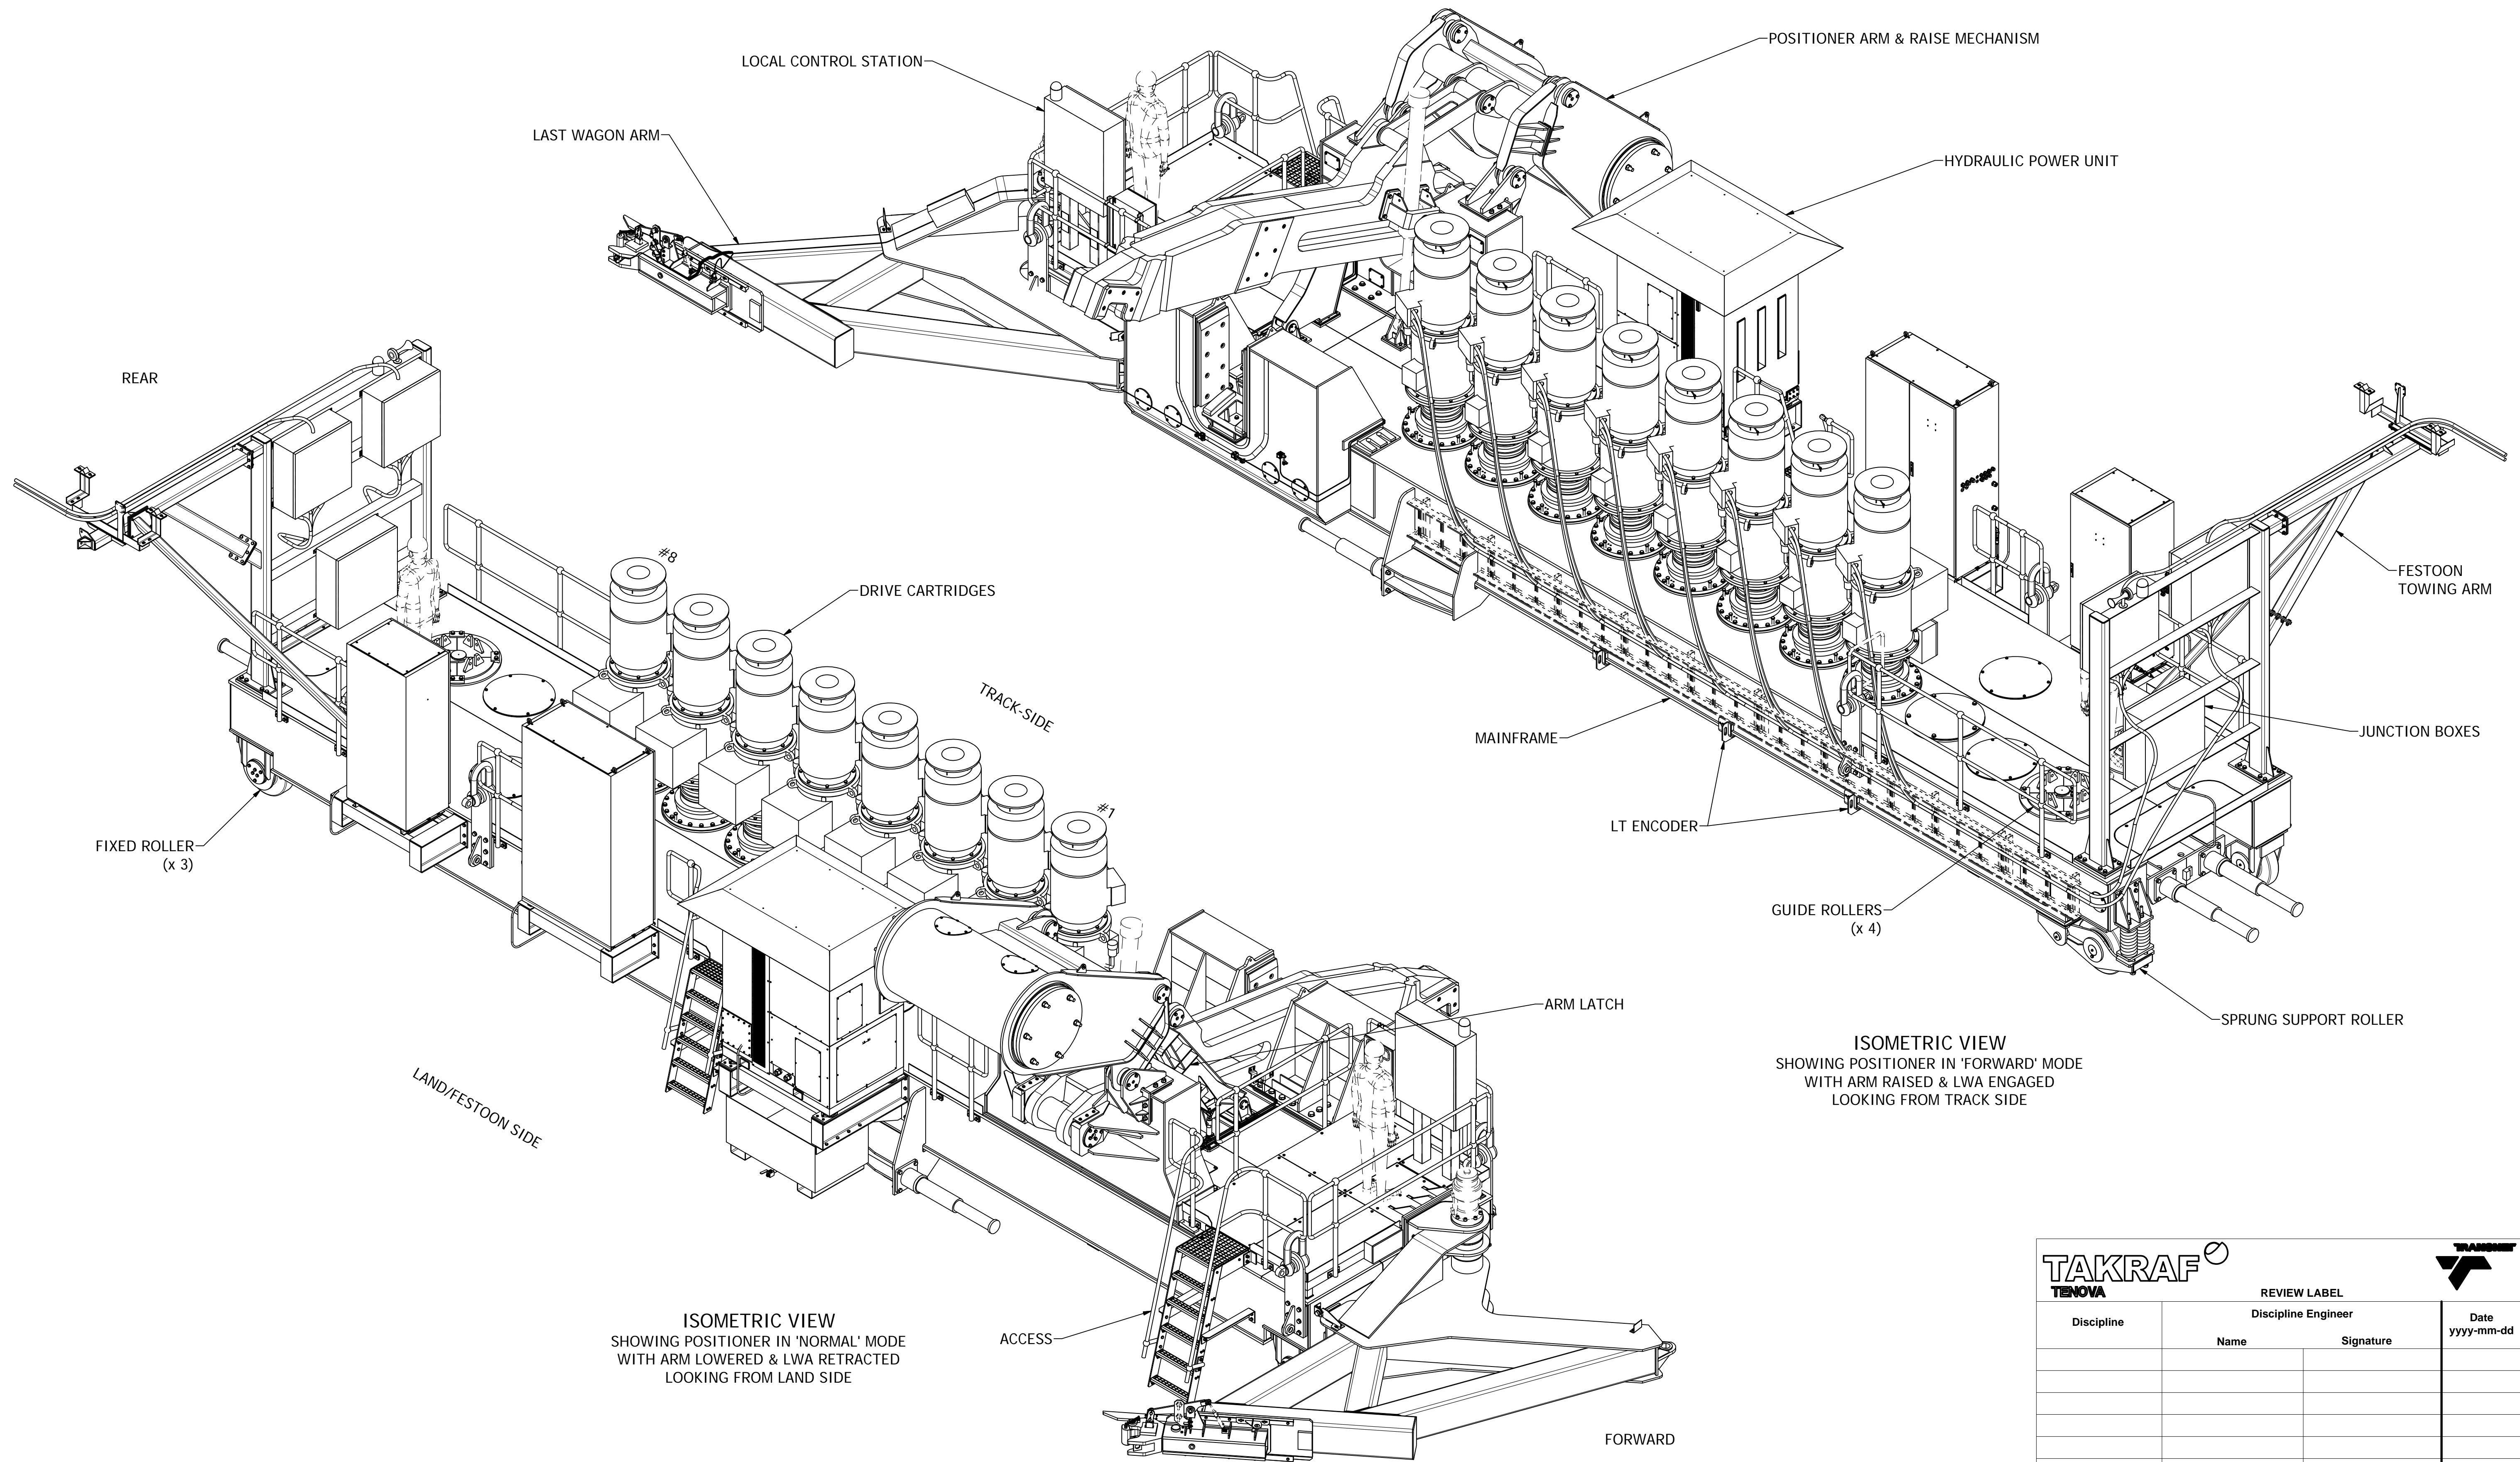 POSITIONER ARM & RAISE MECHANISM
LOCAL CONTROL STATION
LAST WAGON ARM
HYDRAULIC POWER UNIT
REAR
#8
DRIVE CARTRIDGES
FESTOON
TOWING ARM
TRACK-SIDE
MAINFRAME
JUNCTION BOXES
#1
LT ENCODER
FIXED ROLLER
(x 3)
GUIDE ROLLERS
(x 4)
ARM LATCH
SPRUNG SUPPORT ROLLER
ISOMETRIC VIEW
SHOWING POSITIONER IN 'FORWARD' MODE
WITH ARM RAISED & LWA ENGAGED
LOOKING FROM TRACK SIDE
LAND/FESTOON SIDE
ISOMETRIC VIEW
SHOWING POSITIONER IN 'NORMAL' MODE
WITH ARM LOWERED & LWA RETRACTED
LOOKING FROM LAND SIDE
ACCESS
FORWARD
TAKRAF
TENOVA
TRANSNET
REVIEW LABEL
Discipline
Discipline Engineer
Date
yyyy-mm-dd
Name
Signature